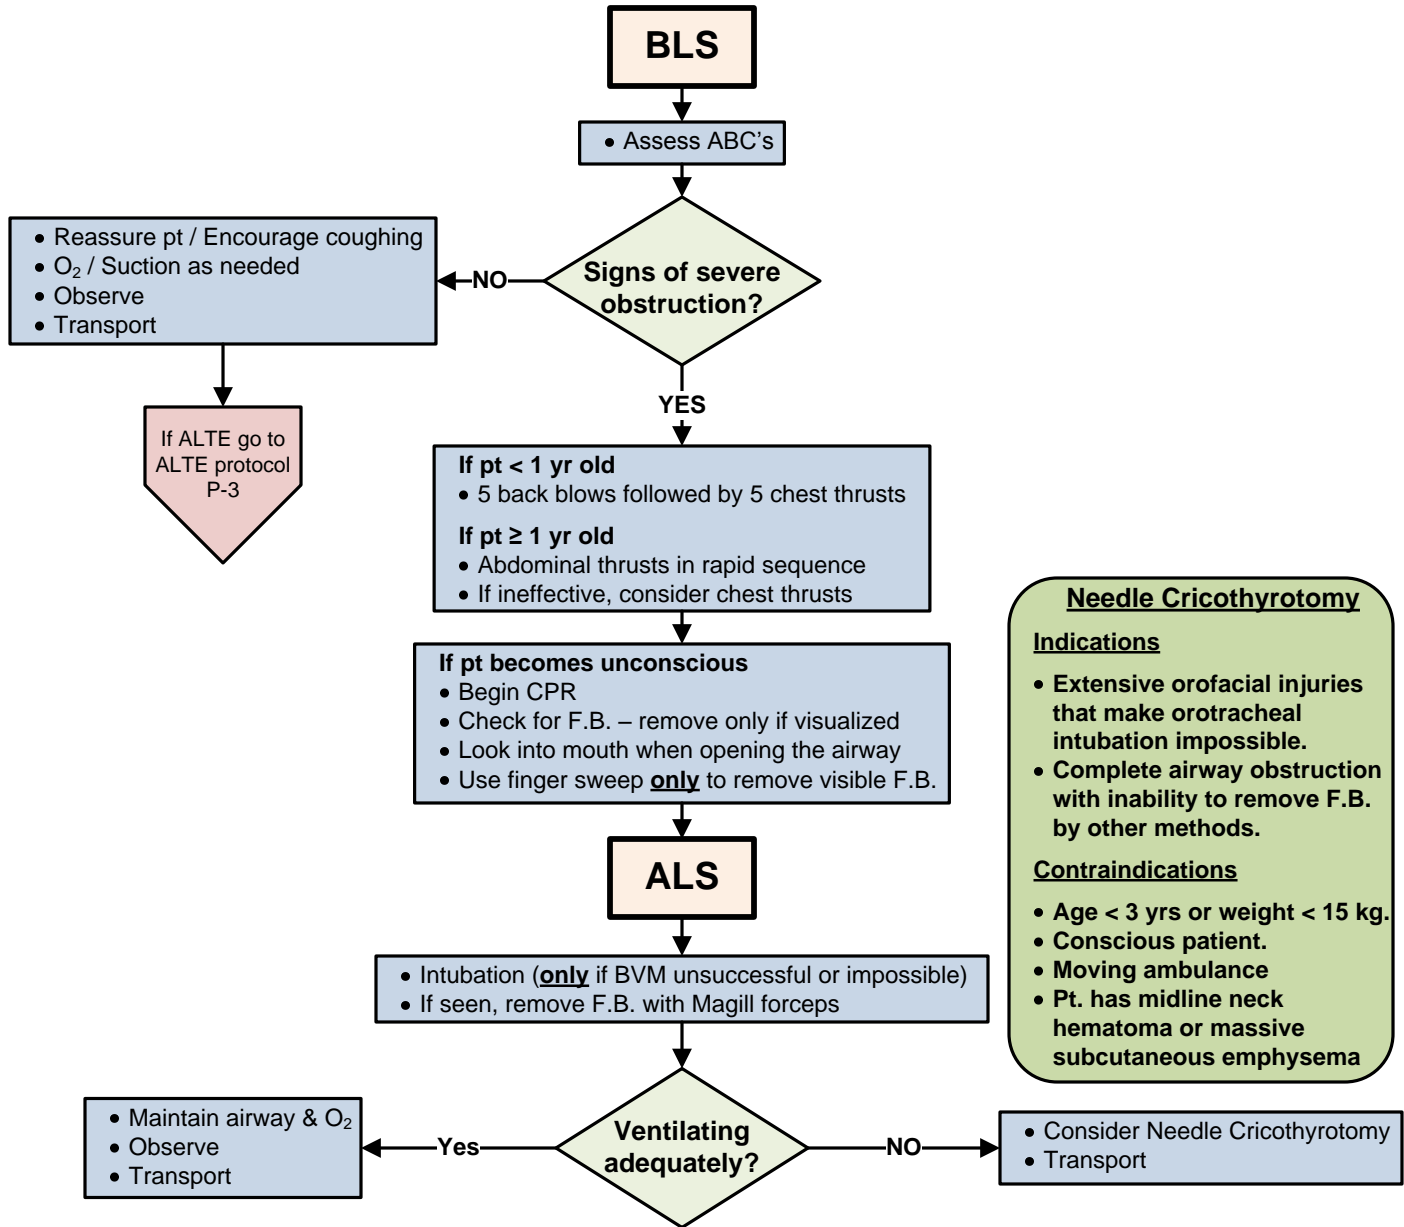 BLS
• Assess ABC’s
Signs of severe
obstruction?
NO
• Reassure pt / Encourage coughing
• O₂ / Suction as needed
• Observe
• Transport
If ALTE go to
ALTE protocol
P-3
YES
If pt < 1 yr old
• 5 back blows followed by 5 chest thrusts
If pt ≥ 1 yr old
• Abdominal thrusts in rapid sequence
• If ineffective, consider chest thrusts
If pt becomes unconscious
• Begin CPR
• Check for F.B. – remove only if visualized
• Look into mouth when opening the airway
• Use finger sweep only to remove visible F.B.
ALS
• Intubation (only if BVM unsuccessful or impossible)
• If seen, remove F.B. with Magill forceps
Ventilating
adequately?
Yes
• Maintain airway & O₂
• Observe
• Transport
NO
• Consider Needle Cricothyrotomy
• Transport
Needle Cricothyrotomy
Indications
• Extensive orofacial injuries
that make orotracheal
intubation impossible.
• Complete airway obstruction
with inability to remove F.B.
by other methods.
Contraindications
• Age < 3 yrs or weight < 15 kg.
• Conscious patient.
• Moving ambulance
• Pt. has midline neck
hematoma or massive
subcutaneous emphysema